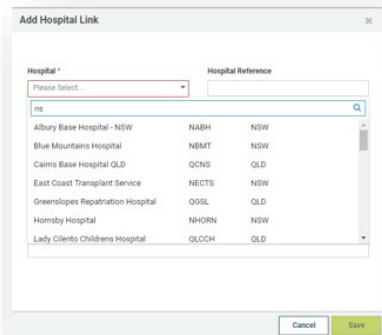 Add Hospital Link ×
Hospital * Hospital Reference
Please Select...
ns
Albury Base Hospital - NSW NABH NSW
Blue Mountains Hospital NBMT NSW
Cairns Base Hospital QLD QCNS QLD
East Coast Transplant Service NECTS NSW
Greenslopes Repatriation Hospital QGSL QLD
Hornsby Hospital NHORN NSW
Lady Cilento Childrens Hospital QLCCH QLD
Cancel Save